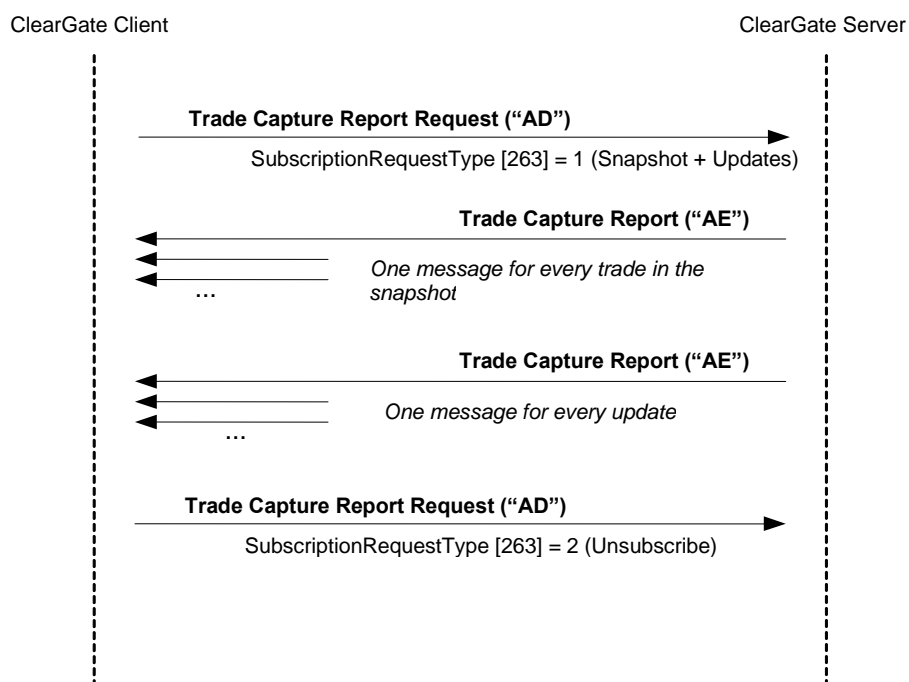 ClearGate Client
ClearGate Server
Trade Capture Report Request (“AD”)
SubscriptionRequestType [263] = 1 (Snapshot + Updates)
Trade Capture Report (“AE”)
One message for every trade in the
snapshot
...
Trade Capture Report (“AE”)
One message for every update
...
Trade Capture Report Request (“AD”)
SubscriptionRequestType [263] = 2 (Unsubscribe)